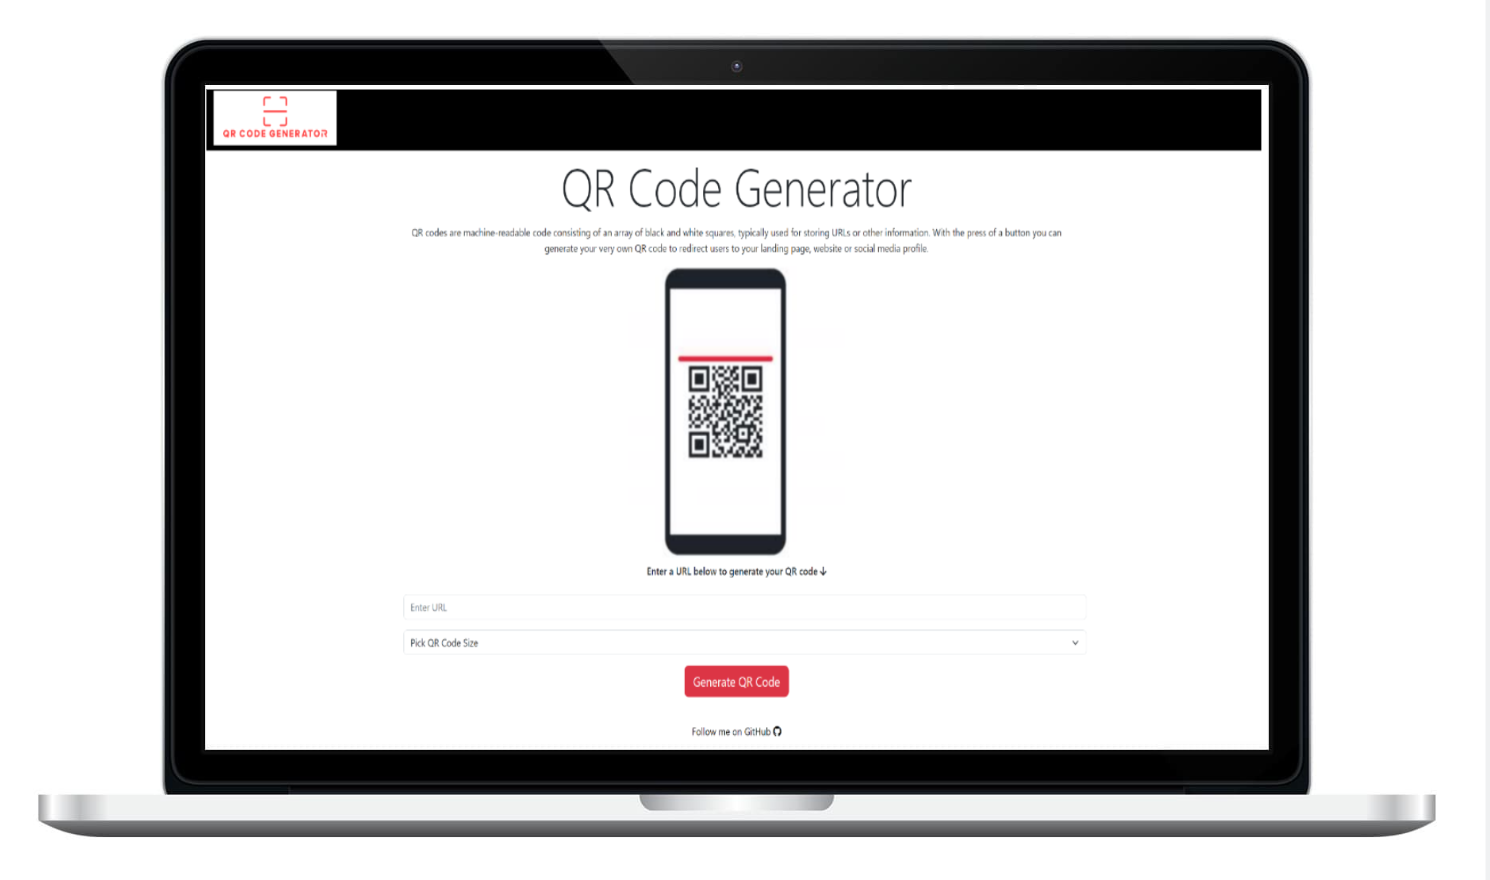 QR CODE GENERATOR
QR Code Generator
QR codes are machine-readable code consisting of an array of black and white squares, typically used for storing URLs or other information. With the press of a button you can
generate your very own QR code to redirect users to your landing page, website or social media profile.
Enter a URL below to generate your QR code ↓
Enter URL
Pick QR Code Size
Generate QR Code
Follow me on GitHub